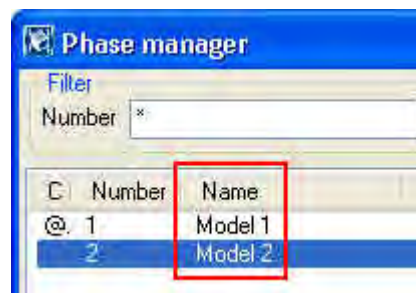 Phase manager
Filter
Number *
C Number Name
@. 1 Model 1
2 Model 2